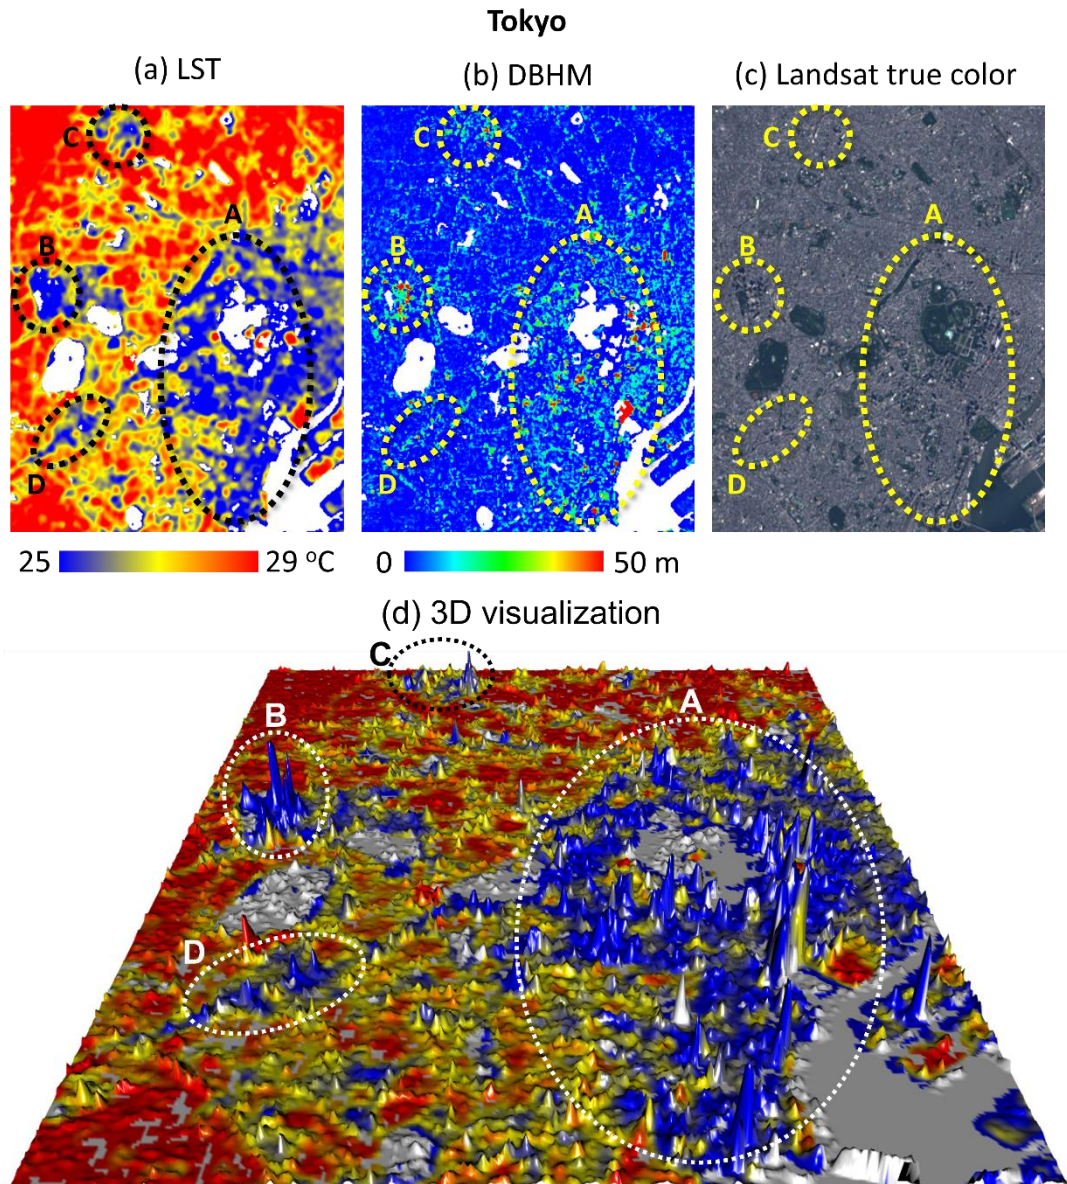 Tokyo
(a) LST
(b) DBHM
(c) Landsat true color
C
A
B
D
C
A
B
D
C
A
B
D
25
29 °C
0
50 m
(d) 3D visualization
C
B
A
D